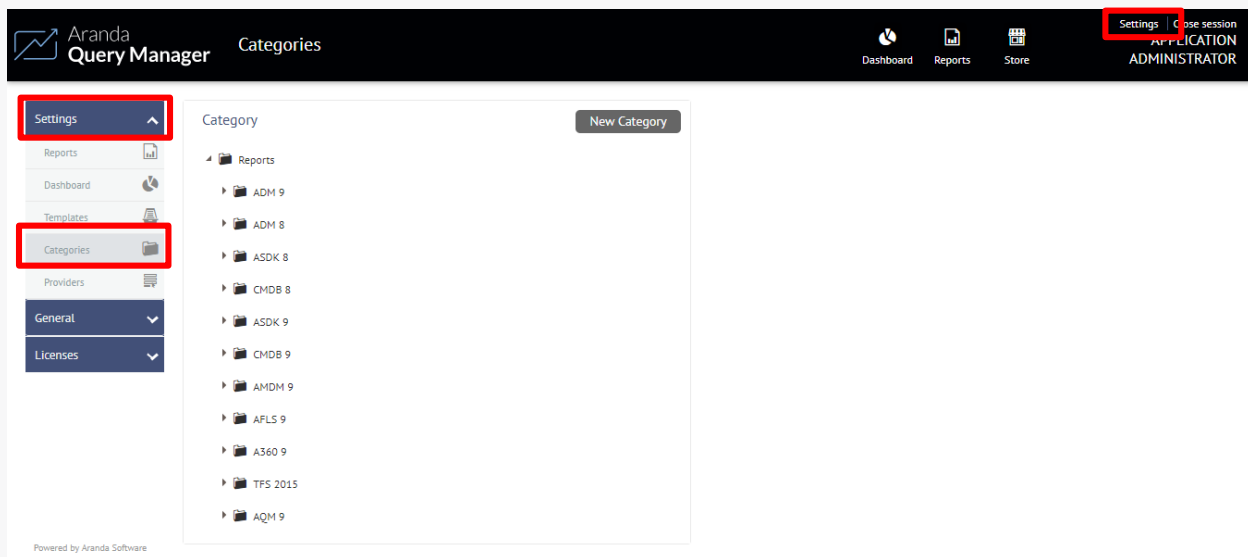 Aranda
Query Manager
Categories
Dashboard
Reports
Store
Settings
Close session
APPLICATION
ADMINISTRATOR
Settings
Reports
Dashboard
Templates
Categories
Providers
General
Licenses
Category
New Category
Reports
ADM 9
ADM 8
ASDK 8
CMDB 8
ASDK 9
CMDB 9
AMDM 9
AFLS 9
A360 9
TFS 2015
AQM 9
Powered by Aranda Software